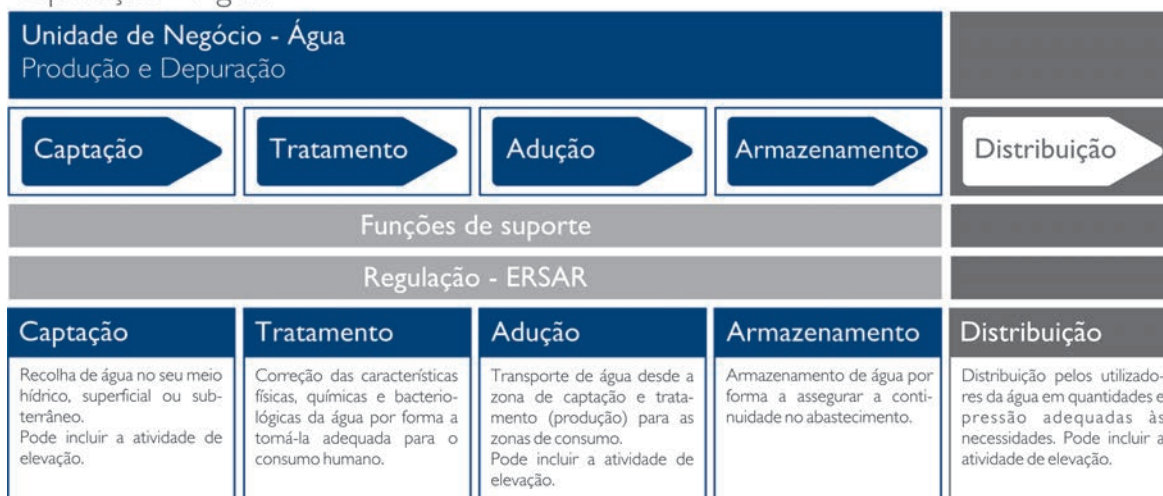 Unidade de Negócio - Água
Produção e Depuração
Captação
Tratamento
Adução
Armazenamento
Distribuição
Funções de suporte
Regulação - ERSAR
Captação
Recolha de água no seu meio
hídrico, superficial ou sub-
terrâneo.
Pode incluir a atividade de
elevação.
Tratamento
Correção das características
físicas, químicas e bacterio-
lógicas da água por forma a
torná-la adequada para o
consumo humano.
Adução
Transporte de água desde a
zona de captação e trata-
mento (produção) para as
zonas de consumo.
Pode incluir a atividade de
elevação.
Armazenamento
Armazenamento de água por
forma a assegurar a conti-
nuidade no abastecimento.
Distribuição
Distribuição pelos utilizado-
res da água em quantidades e
pressão adequadas às
necessidades. Pode incluir a
atividade de elevação.